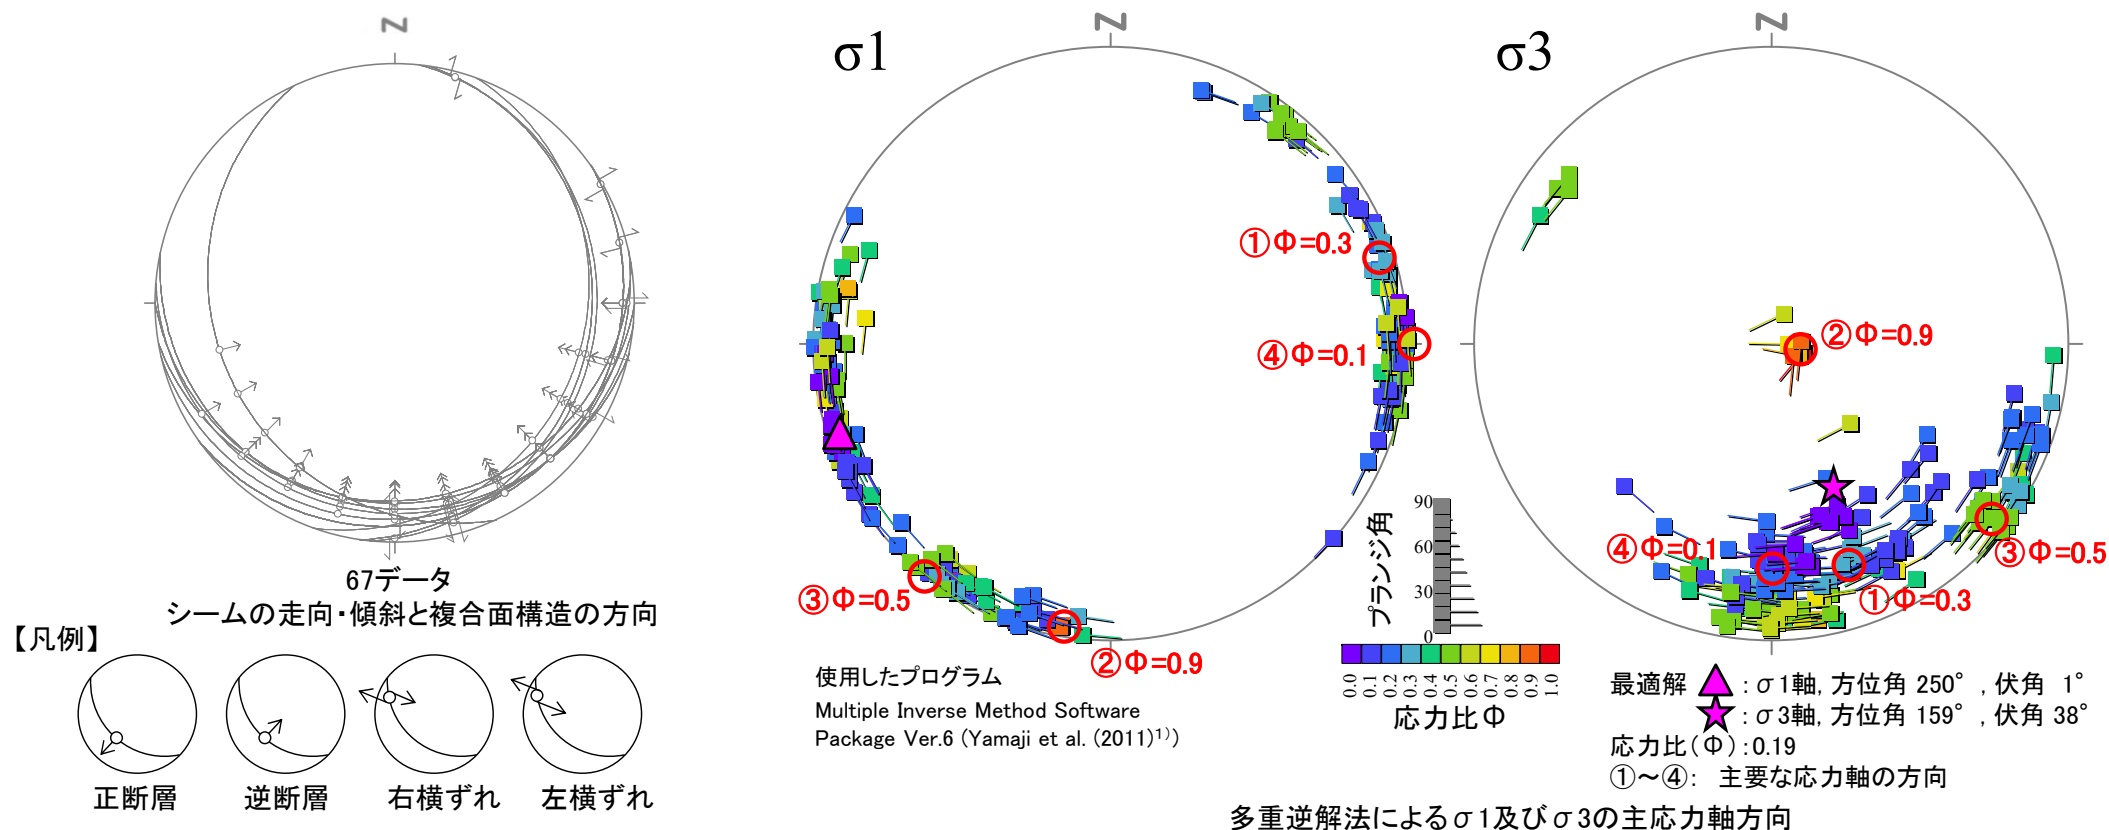 N
67データ
シームの走向・傾斜と複合面構造の方向
【凡例】
正断層
逆断層
右横ずれ
左横ずれ
N
σ1
①Φ=0.3
④Φ=0.1
③Φ=0.5
②Φ=0.9
使用したプログラム
Multiple Inverse Method Software
Package Ver.6 (Yamaji et al. (2011)1))
プランジ角
90
60
30
0
0.0 0.1 0.2 0.3 0.4 0.5 0.6 0.7 0.8 0.9 1.0
応力比Φ
N
σ3
②Φ=0.9
④Φ=0.1
③Φ=0.5
①Φ=0.3
最適解 ▲:σ1軸, 方位角 250°, 伏角 1°
★:σ3軸, 方位角 159°, 伏角 38°
応力比(Φ):0.19
①~④: 主要な応力軸の方向
多重逆解法によるσ1及びσ3の主応力軸方向